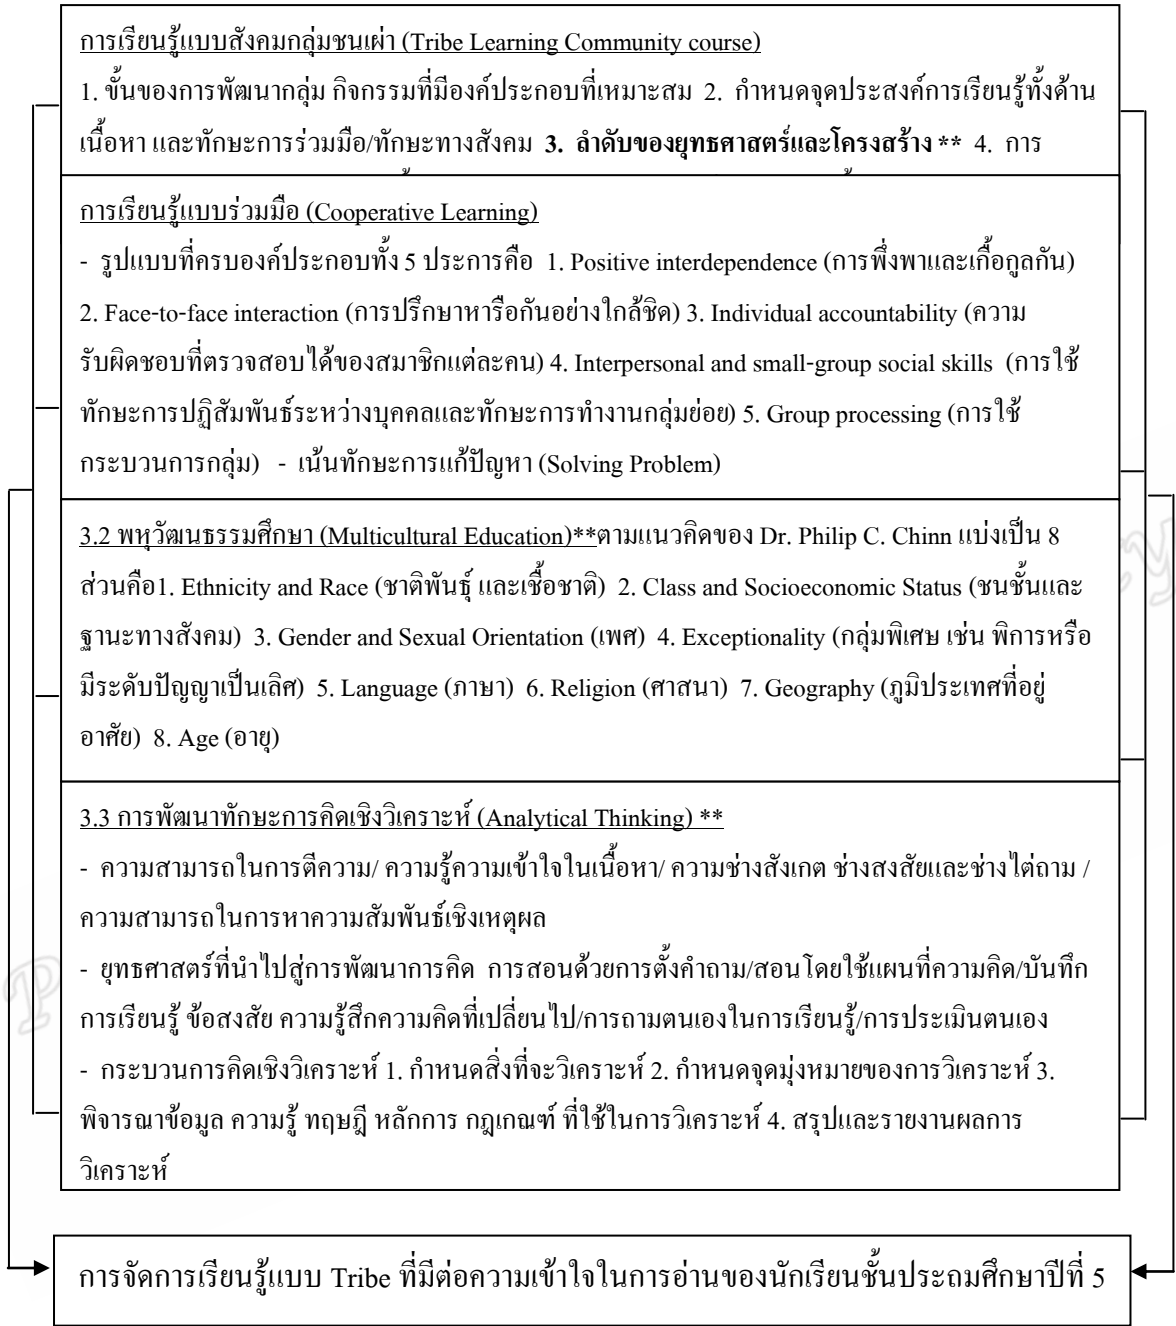 การเรียนรู้แบบสังคมกลุ่มชนเผ่า (Tribe Learning Community course)
1. ขั้นของการพัฒนากลุ่ม กิจกรรมที่มีองค์ประกอบที่เหมาะสม 2. กำหนดจุดประสงค์การเรียนรู้ทั้งด้าน
เนื้อหา และทักษะการร่วมมือ/ทักษะทางสังคม 3. ลำดับของยุทธศาสตร์และโครงสร้าง ** 4. การ
การเรียนรู้แบบร่วมมือ (Cooperative Learning)
- รูปแบบที่ครบองค์ประกอบทั้ง 5 ประการคือ 1. Positive interdependence (การพึ่งพาและเกื้อกูลกัน)
2. Face-to-face interaction (การปรึกษาหารือกันอย่างใกล้ชิด) 3. Individual accountability (ความ
รับผิดชอบที่ตรวจสอบได้ของสมาชิกแต่ละคน) 4. Interpersonal and small-group social skills (การใช้
ทักษะการปฏิสัมพันธ์ระหว่างบุคคลและทักษะการทำงานกลุ่มย่อย) 5. Group processing (การใช้
กระบวนการกลุ่ม) - เน้นทักษะการแก้ปัญหา (Solving Problem)
3.2 พหุวัฒนธรรมศึกษา (Multicultural Education)**ตามแนวคิดของ Dr. Philip C. Chinn แบ่งเป็น 8
ส่วนคือ1. Ethnicity and Race (ชาติพันธุ์ และเชื้อชาติ) 2. Class and Socioeconomic Status (ชนชั้นและ
ฐานะทางสังคม) 3. Gender and Sexual Orientation (เพศ) 4. Exceptionality (กลุ่มพิเศษ เช่น พิการหรือ
มีระดับปัญญาเป็นเลิศ) 5. Language (ภาษา) 6. Religion (ศาสนา) 7. Geography (ภูมิประเทศที่อยู่
อาศัย) 8. Age (อายุ)
3.3 การพัฒนาทักษะการคิดเชิงวิเคราะห์ (Analytical Thinking) **
- ความสามารถในการตีความ/ ความรู้ความเข้าใจในเนื้อหา/ ความช่างสังเกต ช่างสงสัยและช่างไต่ถาม /
ความสามารถในการหาความสัมพันธ์เชิงเหตุผล
- ยุทธศาสตร์ที่นำไปสู่การพัฒนาการคิด การสอนด้วยการตั้งคำถาม/สอนโดยใช้แผนที่ความคิด/บันทึก
การเรียนรู้ ข้อสงสัย ความรู้สึกความคิดที่เปลี่ยนไป/การถามตนเองในการเรียนรู้/การประเมินตนเอง
- กระบวนการคิดเชิงวิเคราะห์ 1. กำหนดสิ่งที่จะวิเคราะห์ 2. กำหนดจุดมุ่งหมายของการวิเคราะห์ 3.
พิจารณาข้อมูล ความรู้ ทฤษฎี หลักการ กฎเกณฑ์ ที่ใช้ในการวิเคราะห์ 4. สรุปและรายงานผลการ
วิเคราะห์
การจัดการเรียนรู้แบบ Tribe ที่มีต่อความเข้าใจในการอ่านของนักเรียนชั้นประถมศึกษาปีที่ 5